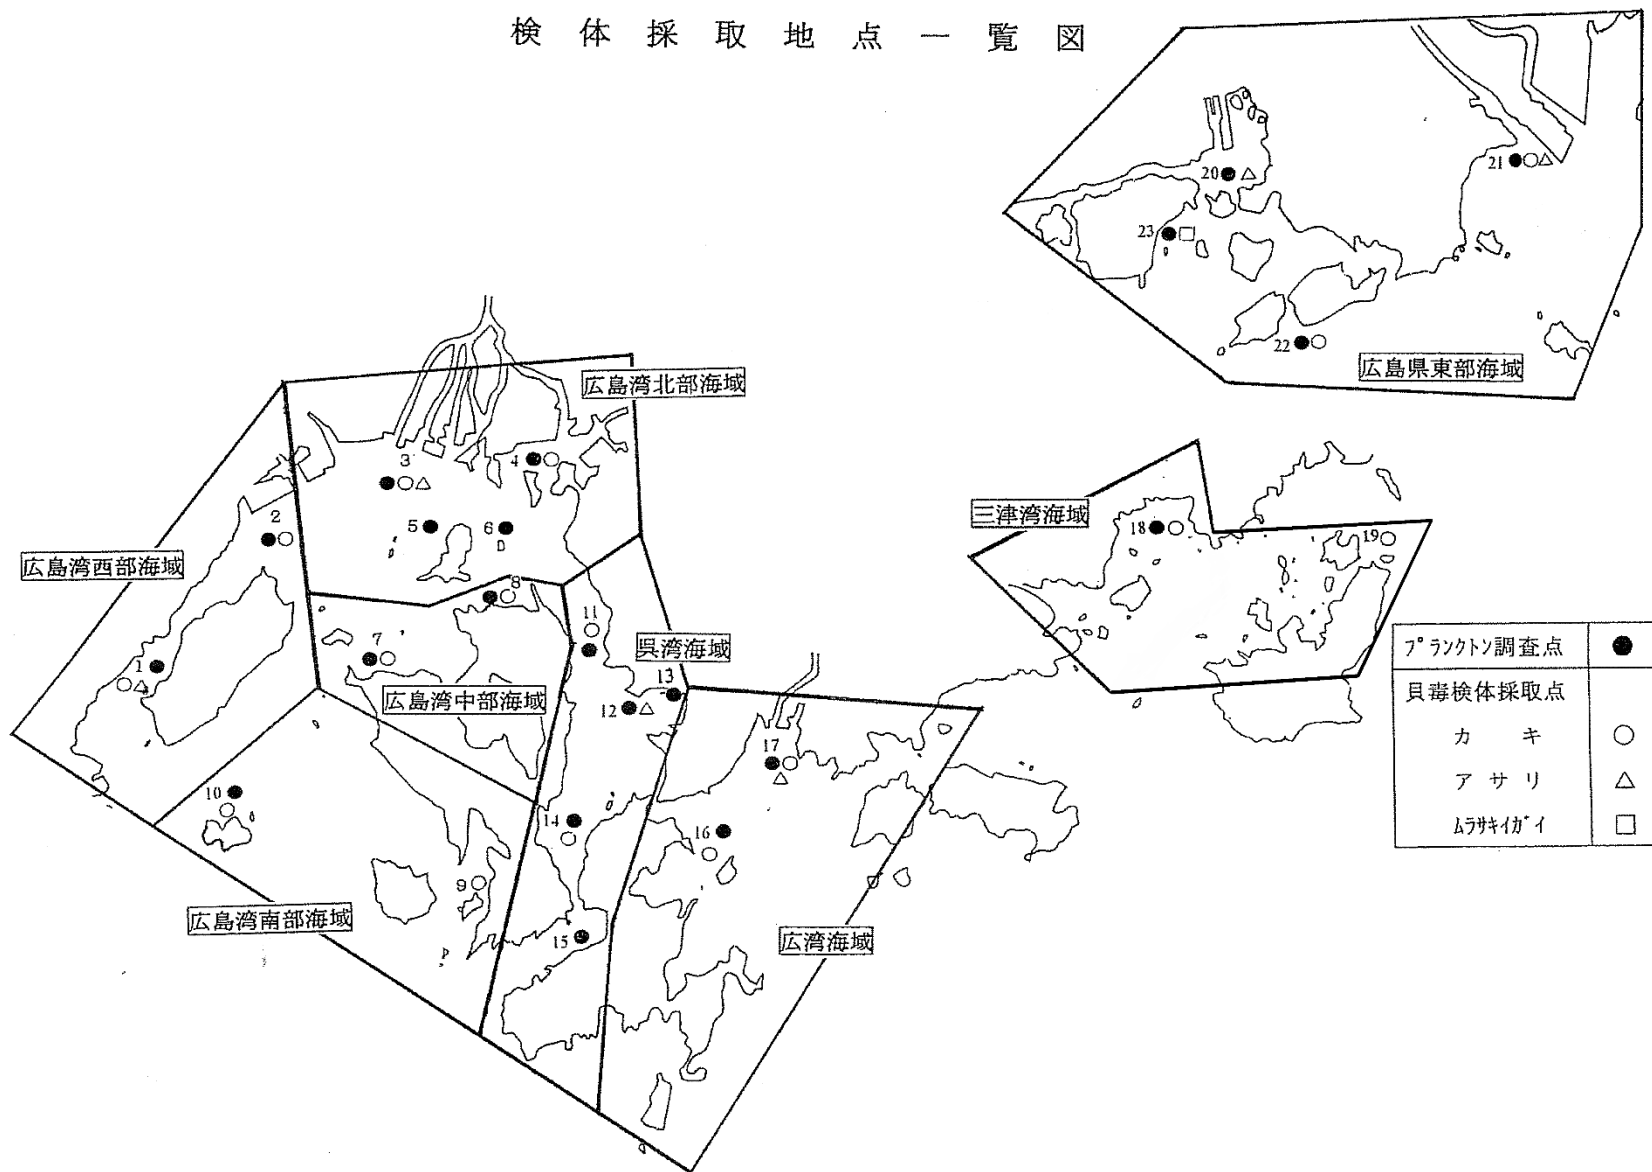 検体採取地点一覧図
21
20
23
22
広島県東部海域
広島湾北部海域
3
4
2
5
6
広島湾西部海域
三津湾海域
18
19
8
7
11
1
呉湾海域
13
広島湾中部海域
12
17
プランクトン調査点 ●
貝毒検体採取点
カキ ○
アサリ △
ムラサキイガイ □
10
14
16
9
広島湾南部海域
15
広湾海域